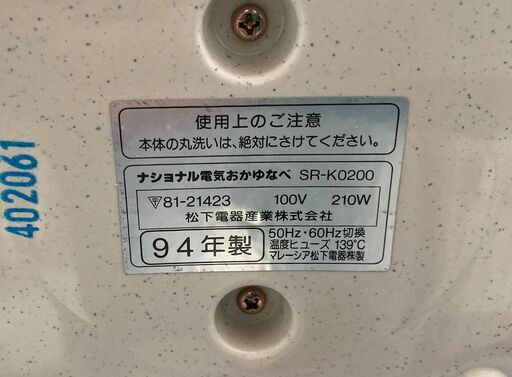 使用上のご注意
本体の丸洗いは、絶対にさけてください。
ナショナル電気おかゆなべ SR-K0200
81-21423 100V 210W
松下電器産業株式会社
94年製
50Hz・60Hz切換
温度ヒューズ 139℃
マレーシア松下電器㈱製
402061